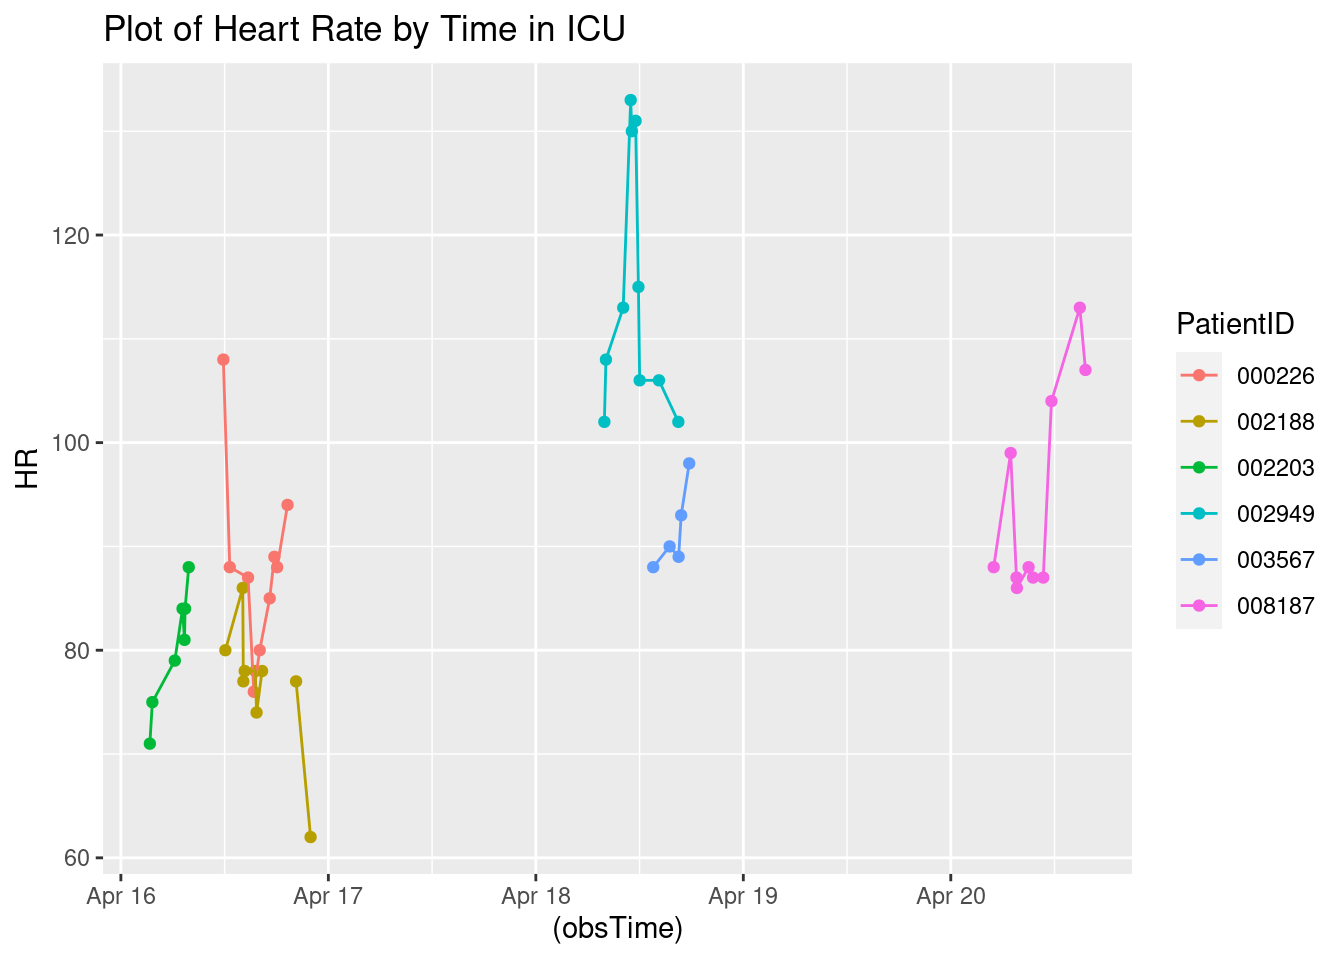 Plot of Heart Rate by Time in ICU
120
100
80
60
HR
Apr 16
Apr 17
Apr 18
Apr 19
Apr 20
(obsTime)
PatientID
000226
002188
002203
002949
003567
008187